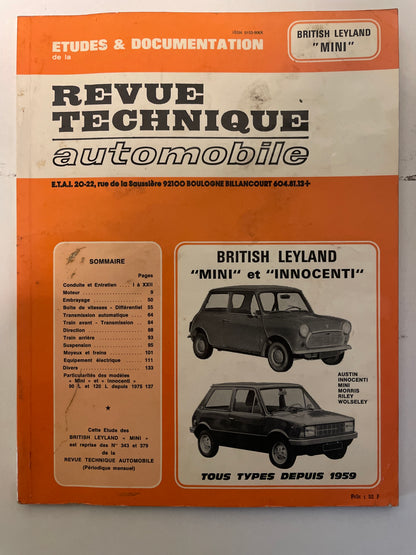 ETUDES & DOCUMENTATION
de la
BRITISH LEYLAND
"MINI"
REVUE
TECHNIQUE
automobile
E.T.A.I. 20-22, rue de la Saussière 92100 BOULOGNE BILLANCOURT 604.81.13+
SOMMAIRE
Pages
Conduite et Entretien . . . I à XXII
Moteur 9
Embrayage 50
Boîte de vitesses - Différentiel 55
Transmission automatique 64
Train avant - Transmission 84
Direction 88
Train arrière 93
Suspension 95
Moyeux et freins 101
Equipement électrique 111
Divers 133
Particularités des modèles
« Mini » et « Innocenti »
90 L et 120 L depuis 1975 137
★
Cette Etude des
BRITISH LEYLAND « MINI »
est reprise des N° 343 et 379
de la
REVUE TECHNIQUE AUTOMOBILE
(Périodique mensuel)
BRITISH LEYLAND
"MINI" et "INNOCENTI"
AUSTIN
INNOCENTI
MINI
MORRIS
RILEY
WOLSELEY
TOUS TYPES DEPUIS 1959
Prix : 52 F